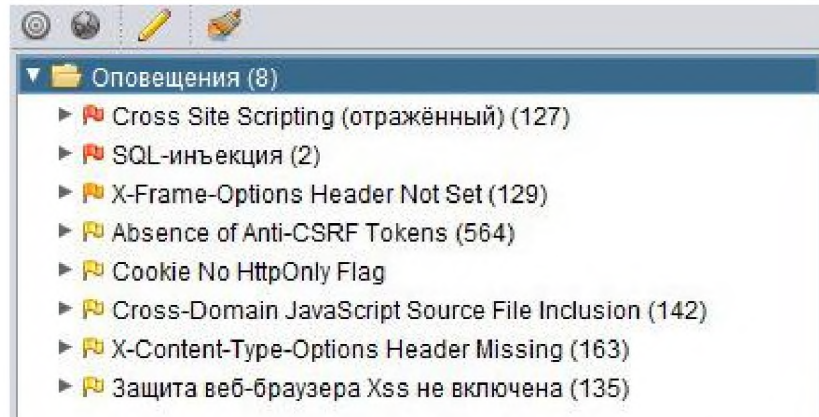 Оповещения (8)
Cross Site Scripting (отражённый) (127)
SQL-инъекция (2)
X-Frame-Options Header Not Set (129)
Absence of Anti-CSRF Tokens (564)
Cookie No HttpOnly Flag
Cross-Domain JavaScript Source File Inclusion (142)
X-Content-Type-Options Header Missing (163)
Защита веб-браузера Xss не включена (135)